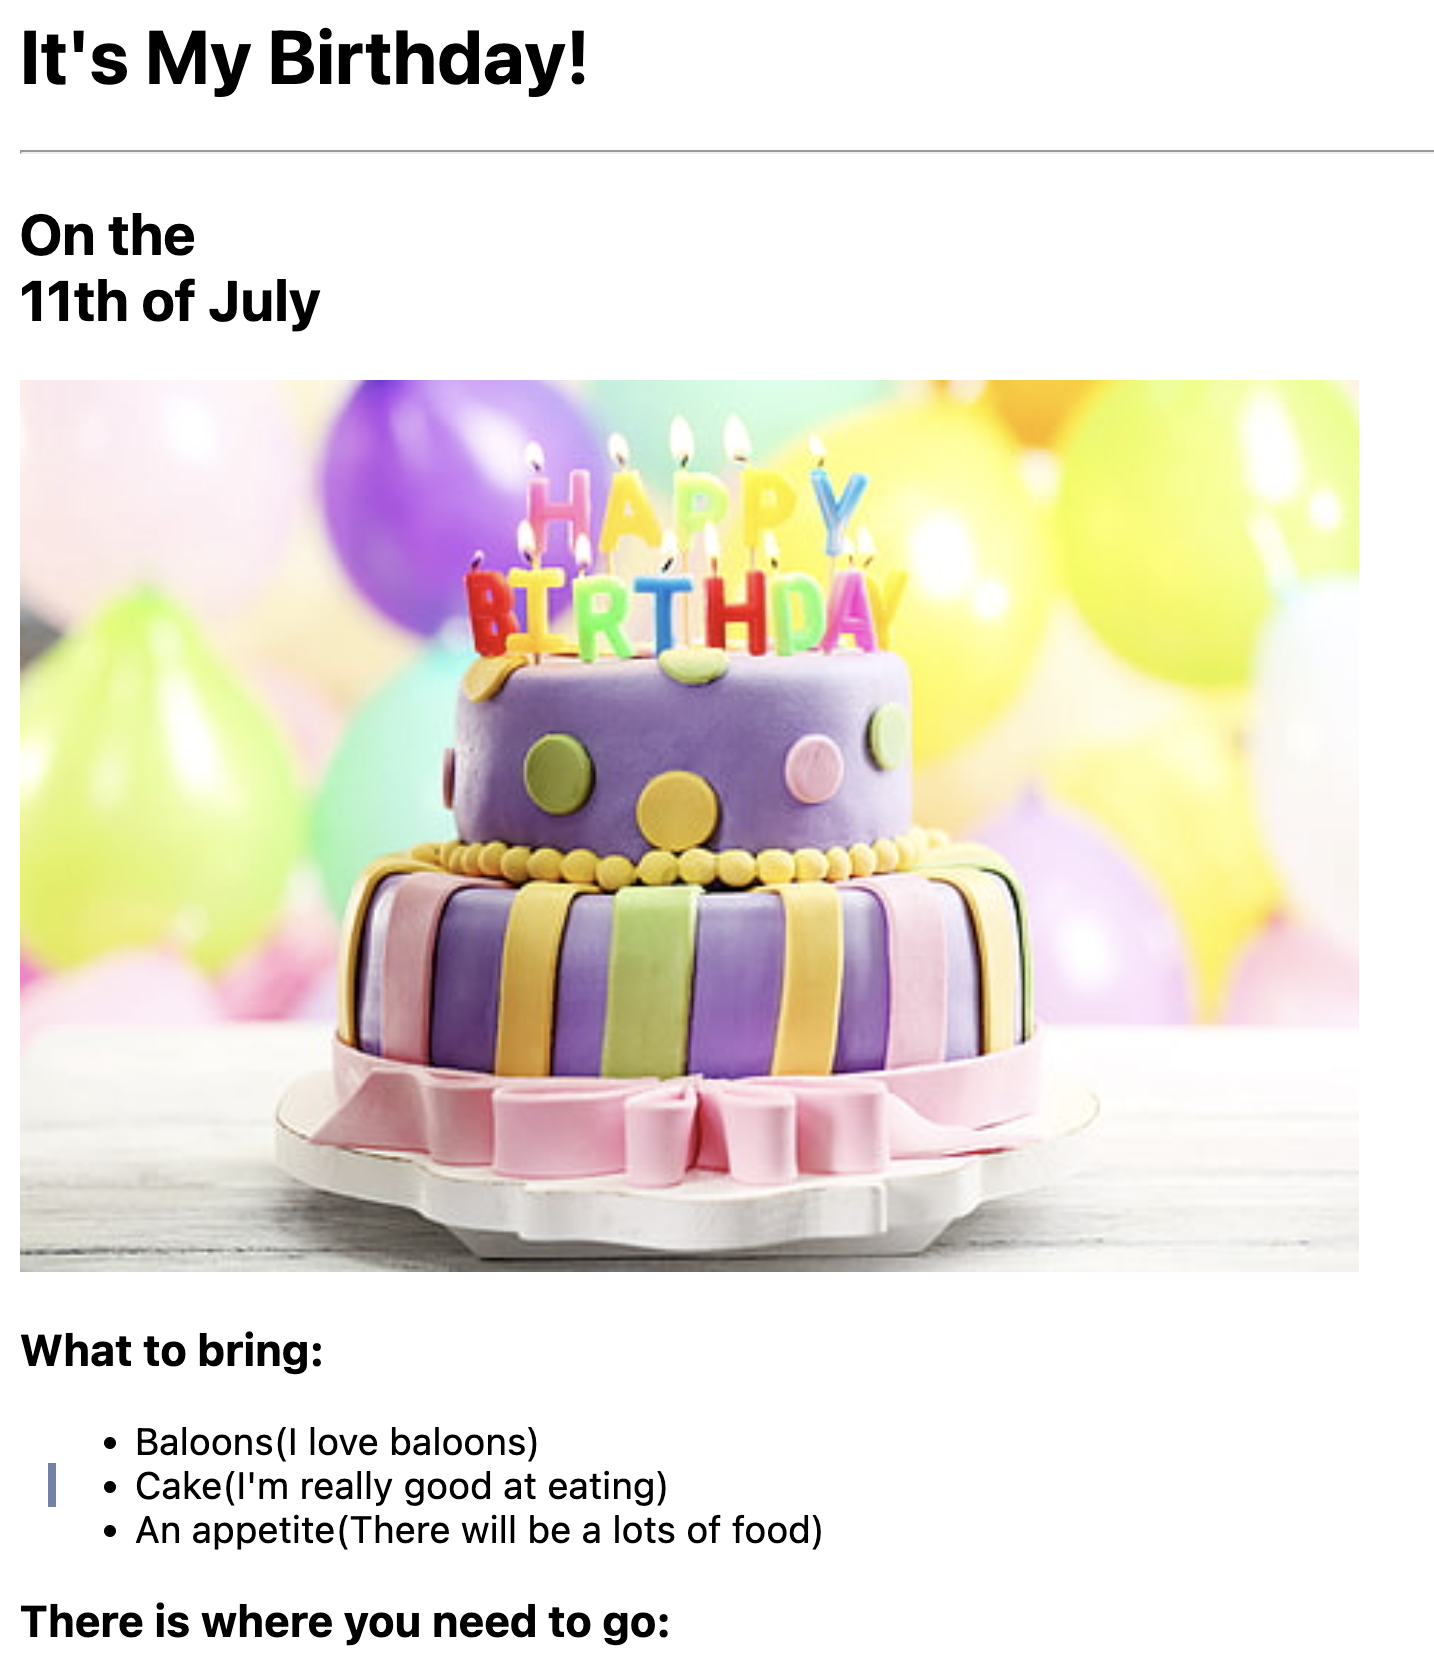 It's My Birthday!
On the
11th of July
HAPPY
BIRTHDAY
What to bring:
Baloons(I love baloons)
Cake(I'm really good at eating)
An appetite(There will be a lots of food)
There is where you need to go: